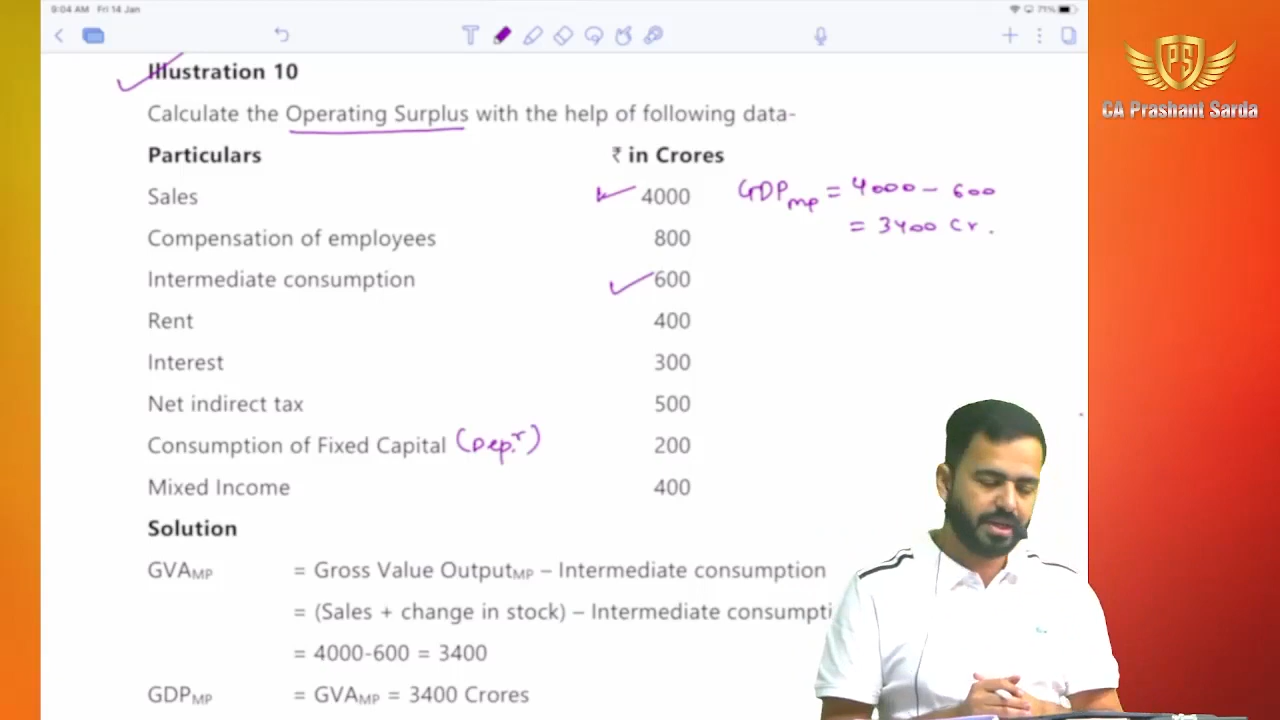 9:04 AM Fri 14 Jan
71%
PS
CA Prashant Sarda
Illustration 10
Calculate the Operating Surplus with the help of following data-
Particulars ₹ in Crores
Sales 4000
GDPmp = 4000 - 600
= 3400 Cr.
Compensation of employees 800
Intermediate consumption 600
Rent 400
Interest 300
Net indirect tax 500
Consumption of Fixed Capital (Depr) 200
Mixed Income 400
Solution
GVAMP = Gross Value OutputMP – Intermediate consumption
= (Sales + change in stock) – Intermediate consumpti
= 4000-600 = 3400
GDPMP = GVAMP = 3400 Crores